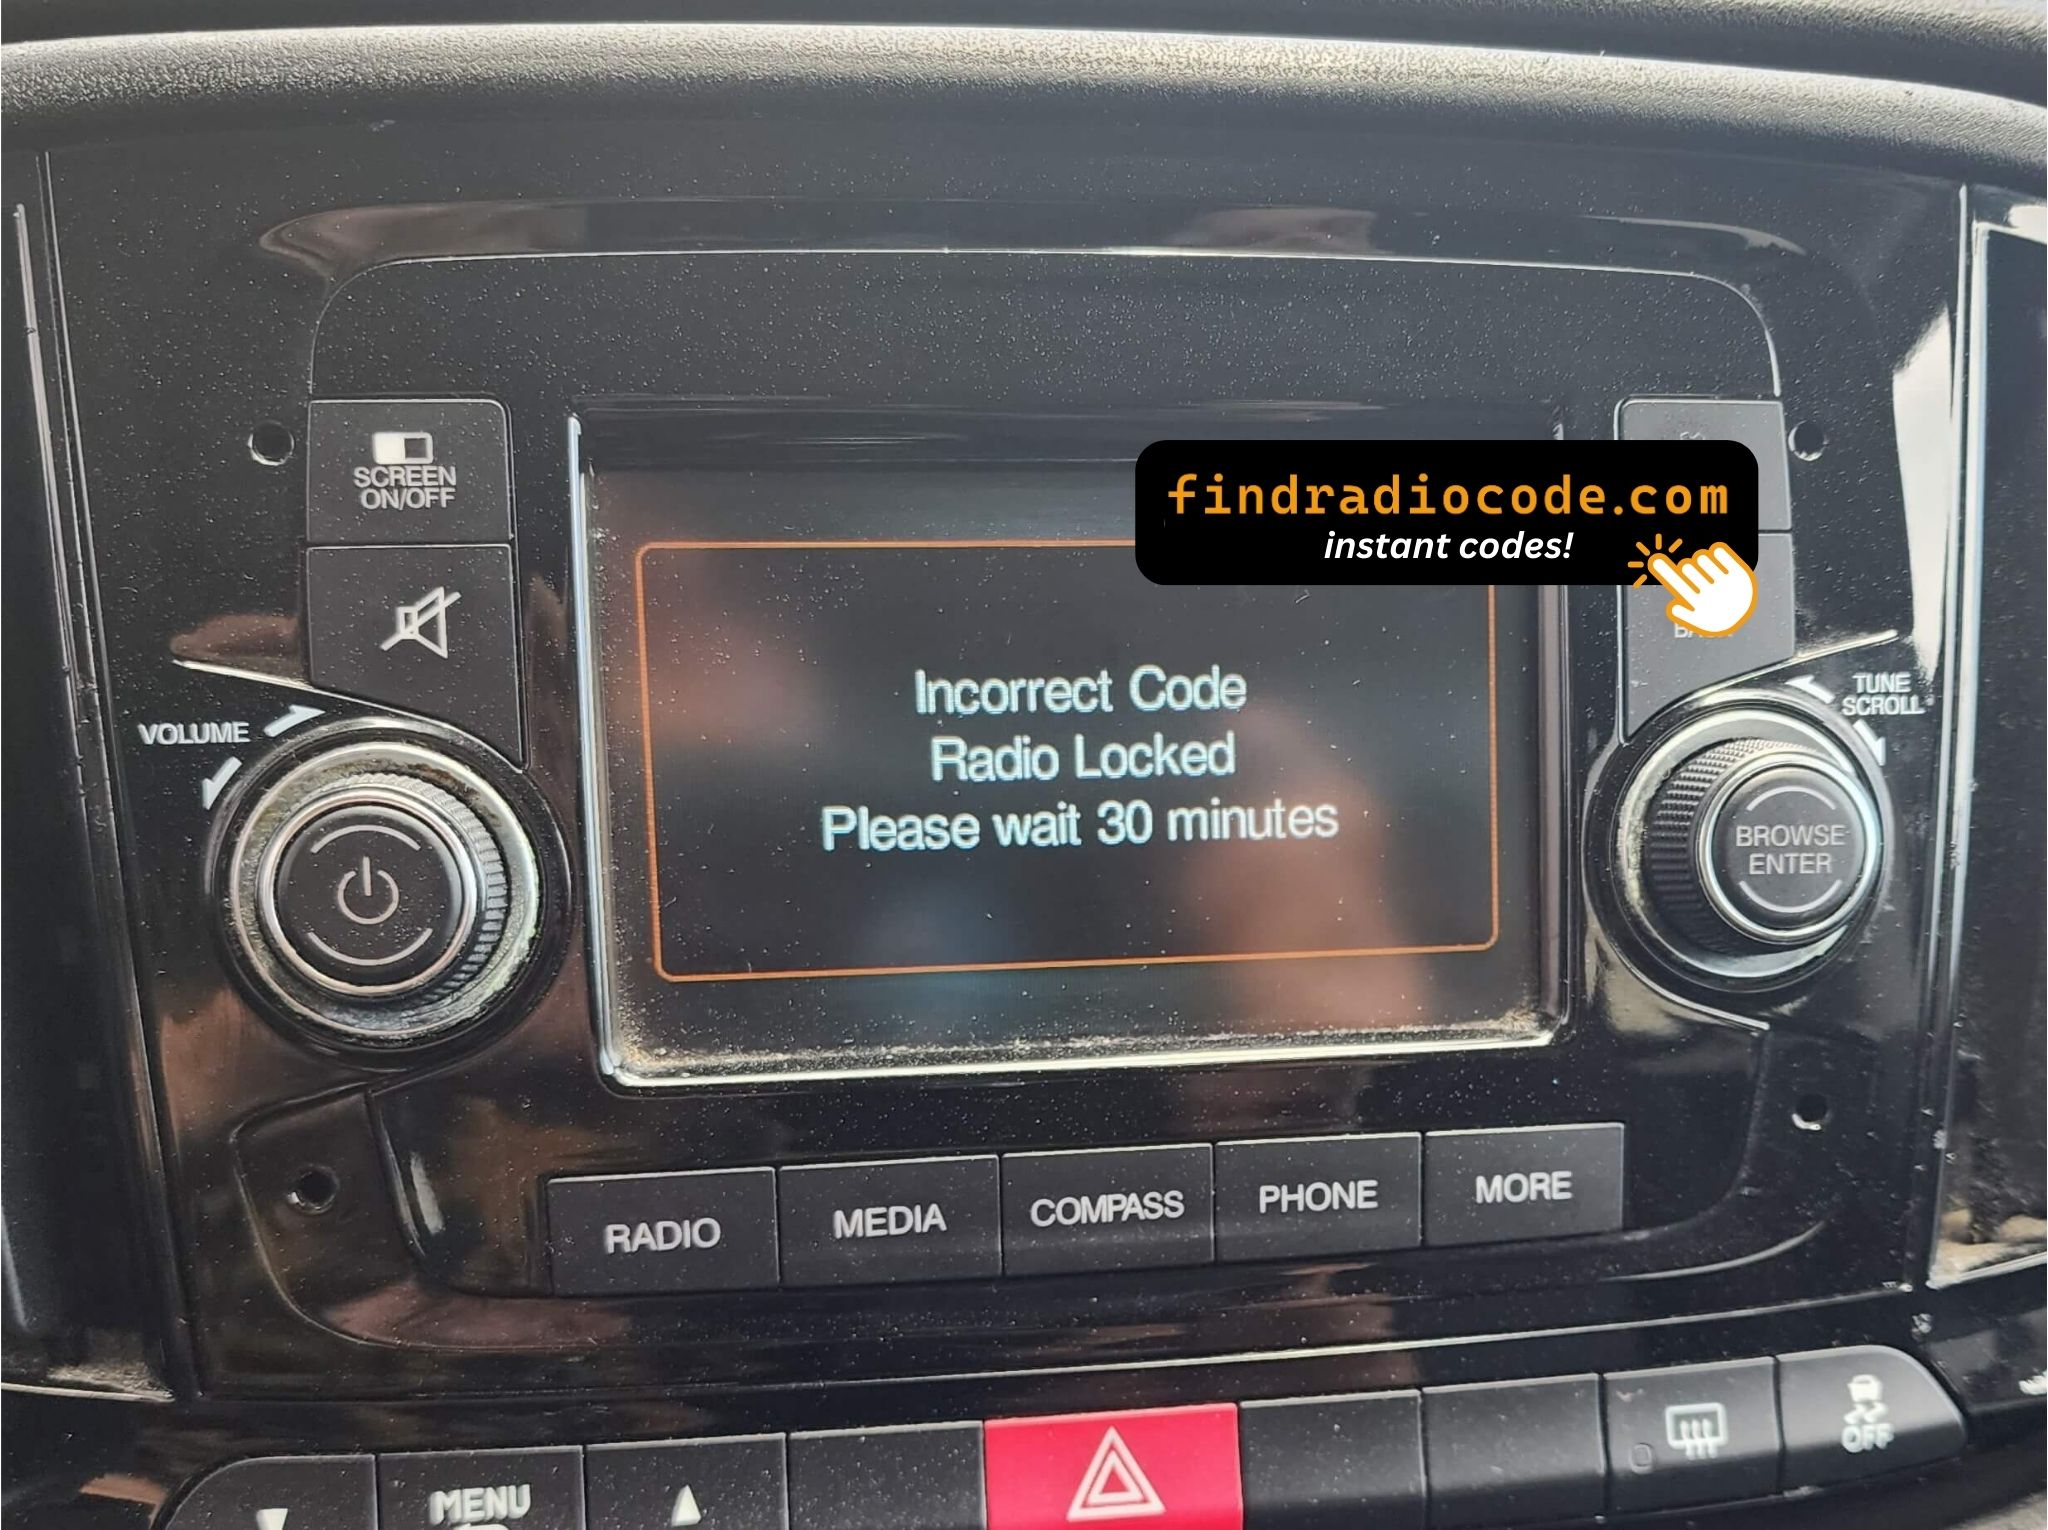 findradiocode.com
instant codes!
SCREEN
ON/OFF
VOLUME
TUNE
SCROLL
Incorrect Code
Radio Locked
Please wait 30 minutes
BROWSE
ENTER
RADIO
MEDIA
COMPASS
PHONE
MORE
MENU
OFF